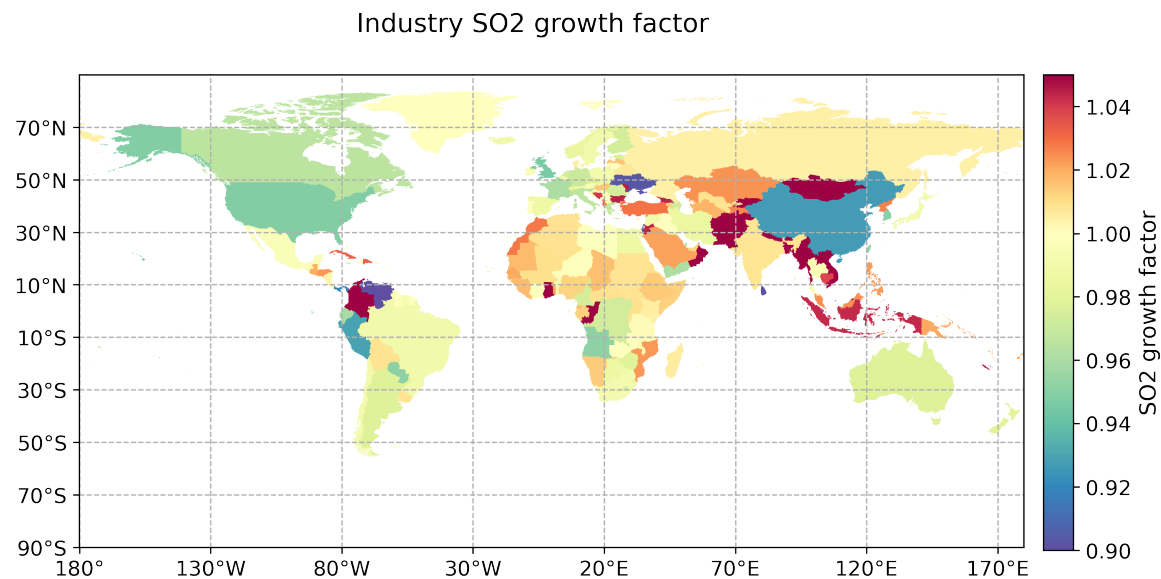 Industry SO2 growth factor
70°N
50°N
30°N
10°N
10°S
30°S
50°S
70°S
90°S
180°
130°W
80°W
30°W
20°E
70°E
120°E
170°E
1.04
1.02
1.00
0.98
0.96
0.94
0.92
0.90
SO2 growth factor